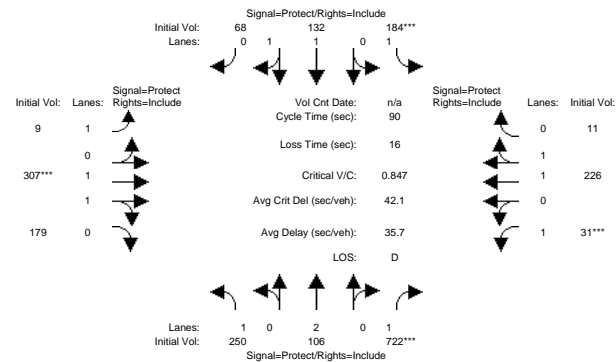 Signal=Protect/Rights=Include
Initial Vol: 68 132 184***
Lanes: 0 1 1 0 1
Signal=Protect Signal=Protect
Initial Vol: Lanes: Rights=Include Vol Cnt Date: n/a Rights=Include Lanes: Initial Vol:
Cycle Time (sec): 90
9 1 0 11
Loss Time (sec): 16
0 1
307*** 1 Critical V/C: 0.847 1 226
1 Avg Crit Del (sec/veh): 42.1 0
179 0 Avg Delay (sec/veh): 35.7 1 31***
LOS: D
Lanes: 1 0 2 0 1
Initial Vol: 250 106 722***
Signal=Protect/Rights=Include